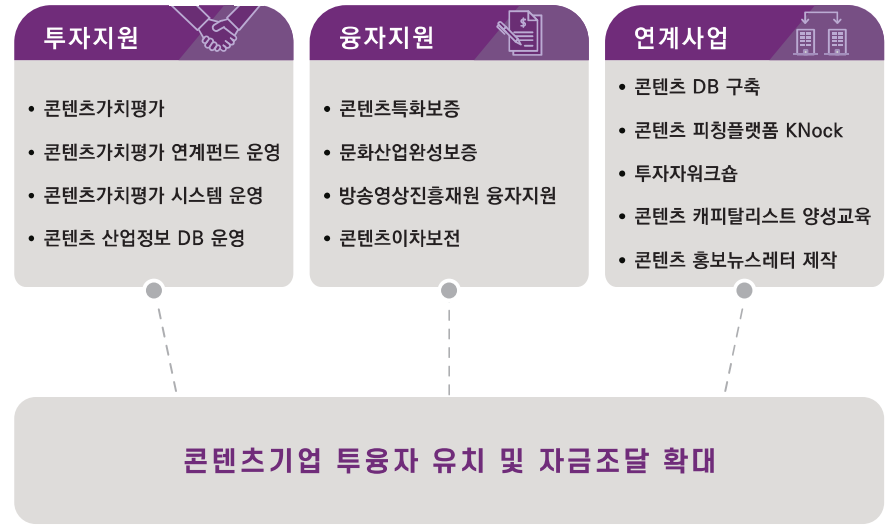 투자지원
• 콘텐츠가치평가
• 콘텐츠가치평가 연계펀드 운영
• 콘텐츠가치평가 시스템 운영
• 콘텐츠 산업정보 DB 운영
융자지원
$
• 콘텐츠특화보증
• 문화산업완성보증
• 방송영상진흥재원 융자지원
• 콘텐츠이차보전
연계사업
• 콘텐츠 DB 구축
• 콘텐츠 피칭플랫폼 KNock
• 투자자워크숍
• 콘텐츠 캐피탈리스트 양성교육
• 콘텐츠 홍보뉴스레터 제작
콘텐츠기업 투융자 유치 및 자금조달 확대